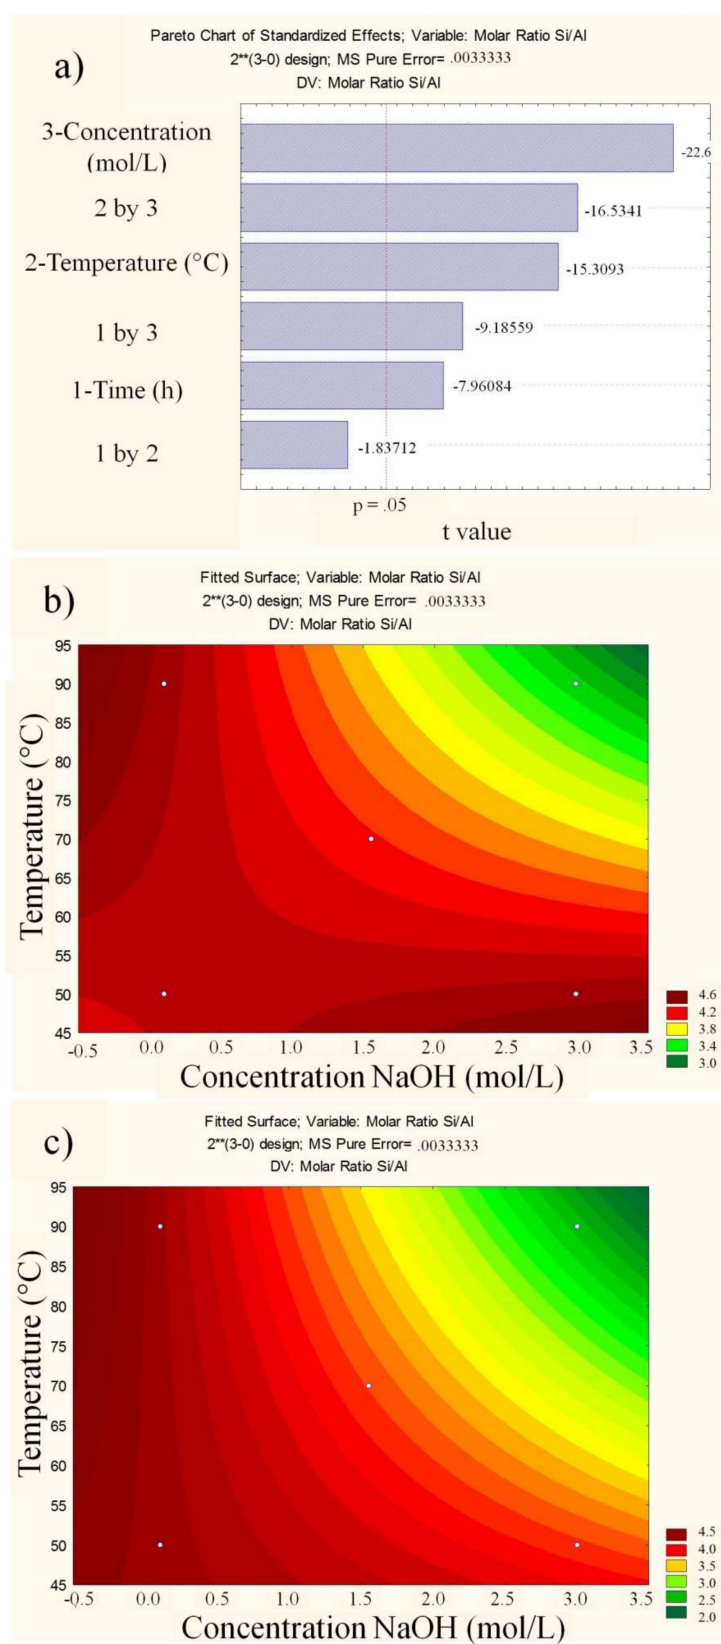 a)
Pareto Chart of Standardized Effects; Variable: Molar Ratio Si/Al
2**(3-0) design; MS Pure Error= .0033333
DV: Molar Ratio Si/Al
3-Concentration
(mol/L)
-22.6
2 by 3
-16.5341
2-Temperature (°C)
-15.3093
1 by 3
-9.18559
1-Time (h)
-7.96084
1 by 2
-1.83712
p = .05
t value
b)
Fitted Surface; Variable: Molar Ratio Si/Al
2**(3-0) design; MS Pure Error= .0033333
DV: Molar Ratio Si/Al
Temperature (°C)
95
90
85
80
75
70
65
60
55
50
45
-0.5 0.0 0.5 1.0 1.5 2.0 2.5 3.0 3.5
Concentration NaOH (mol/L)
4.6
4.2
3.8
3.4
3.0
c)
Fitted Surface; Variable: Molar Ratio Si/Al
2**(3-0) design; MS Pure Error= .0033333
DV: Molar Ratio Si/Al
Temperature (°C)
95
90
85
80
75
70
65
60
55
50
45
-0.5 0.0 0.5 1.0 1.5 2.0 2.5 3.0 3.5
Concentration NaOH (mol/L)
4.5
4.0
3.5
3.0
2.5
2.0